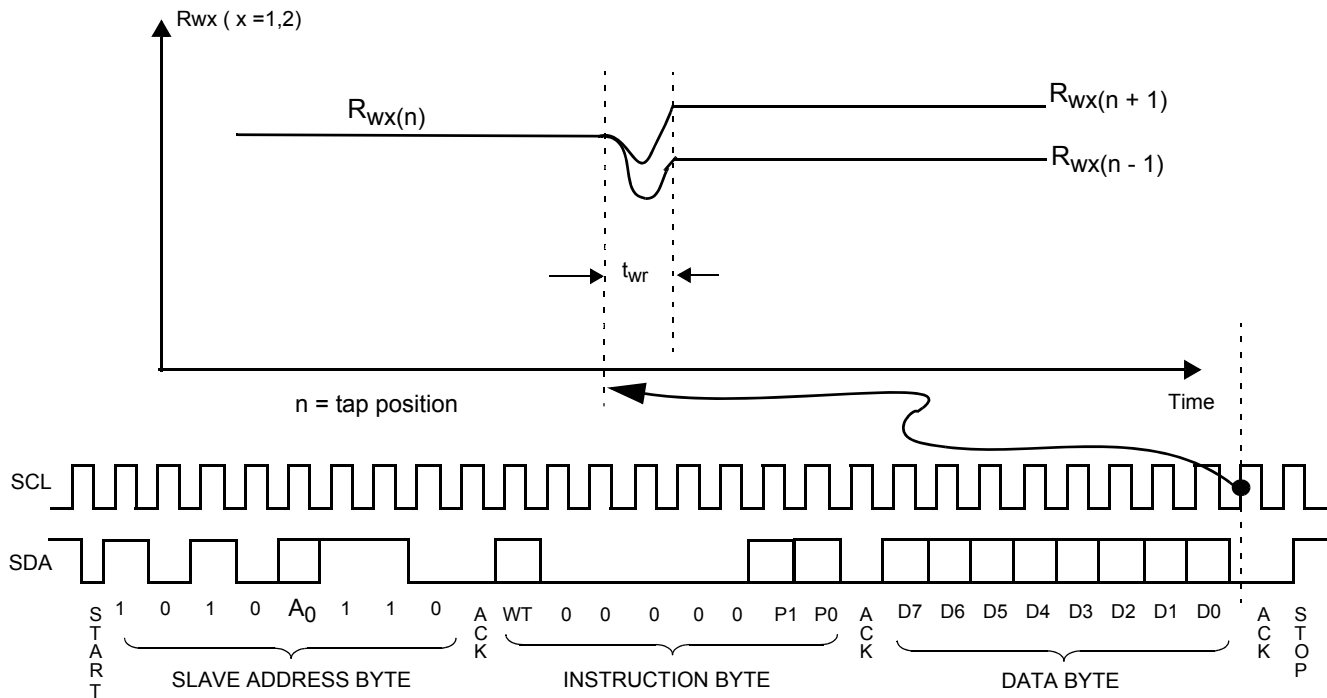 Rwx ( x =1,2)
Rwx(n)
Rwx(n + 1)
Rwx(n - 1)
twr
n = tap position
Time
SCL
SDA
START
1 0 1 0 A0 1 1 0
ACK
WT 0 0 0 0 0 P1 P0
ACK
D7 D6 D5 D4 D3 D2 D1 D0
ACK
STOP
SLAVE ADDRESS BYTE
INSTRUCTION BYTE
DATA BYTE